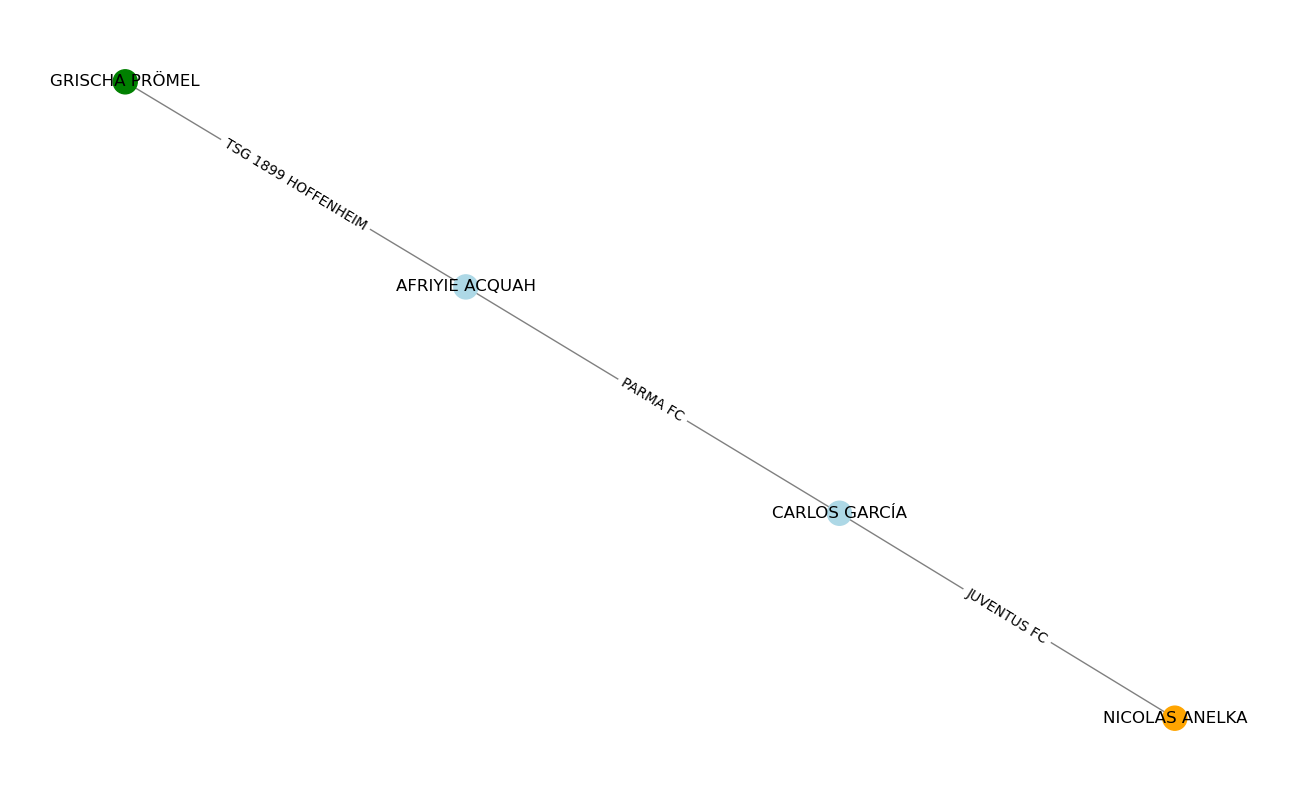 GRISCHA PRÖMEL
TSG 1899 HOFFENHEIM
AFRIYIE ACQUAH
PARMA FC
CARLOS GARCÍA
JUVENTUS FC
NICOLAS ANELKA